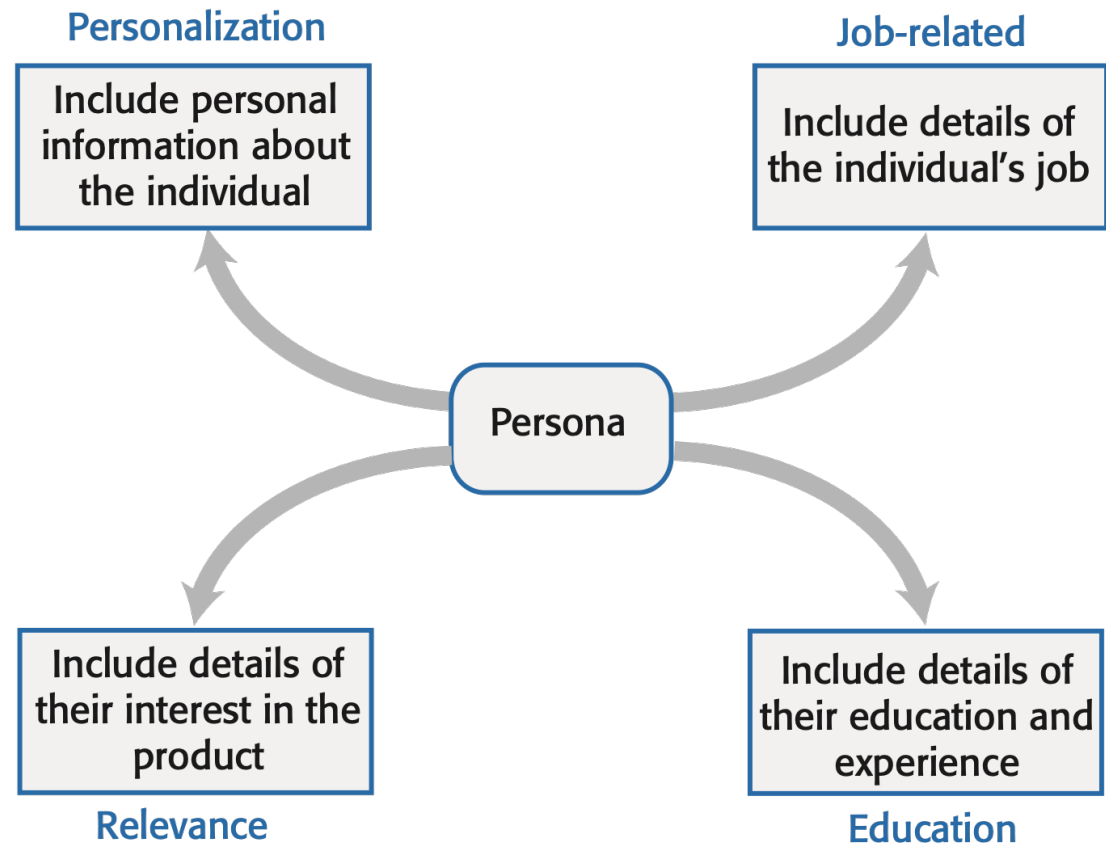 Personalization
Include personal
information about
the individual
Job-related
Include details of
the individual's job
Persona
Include details of
their interest in the
product
Relevance
Include details of
their education and
experience
Education